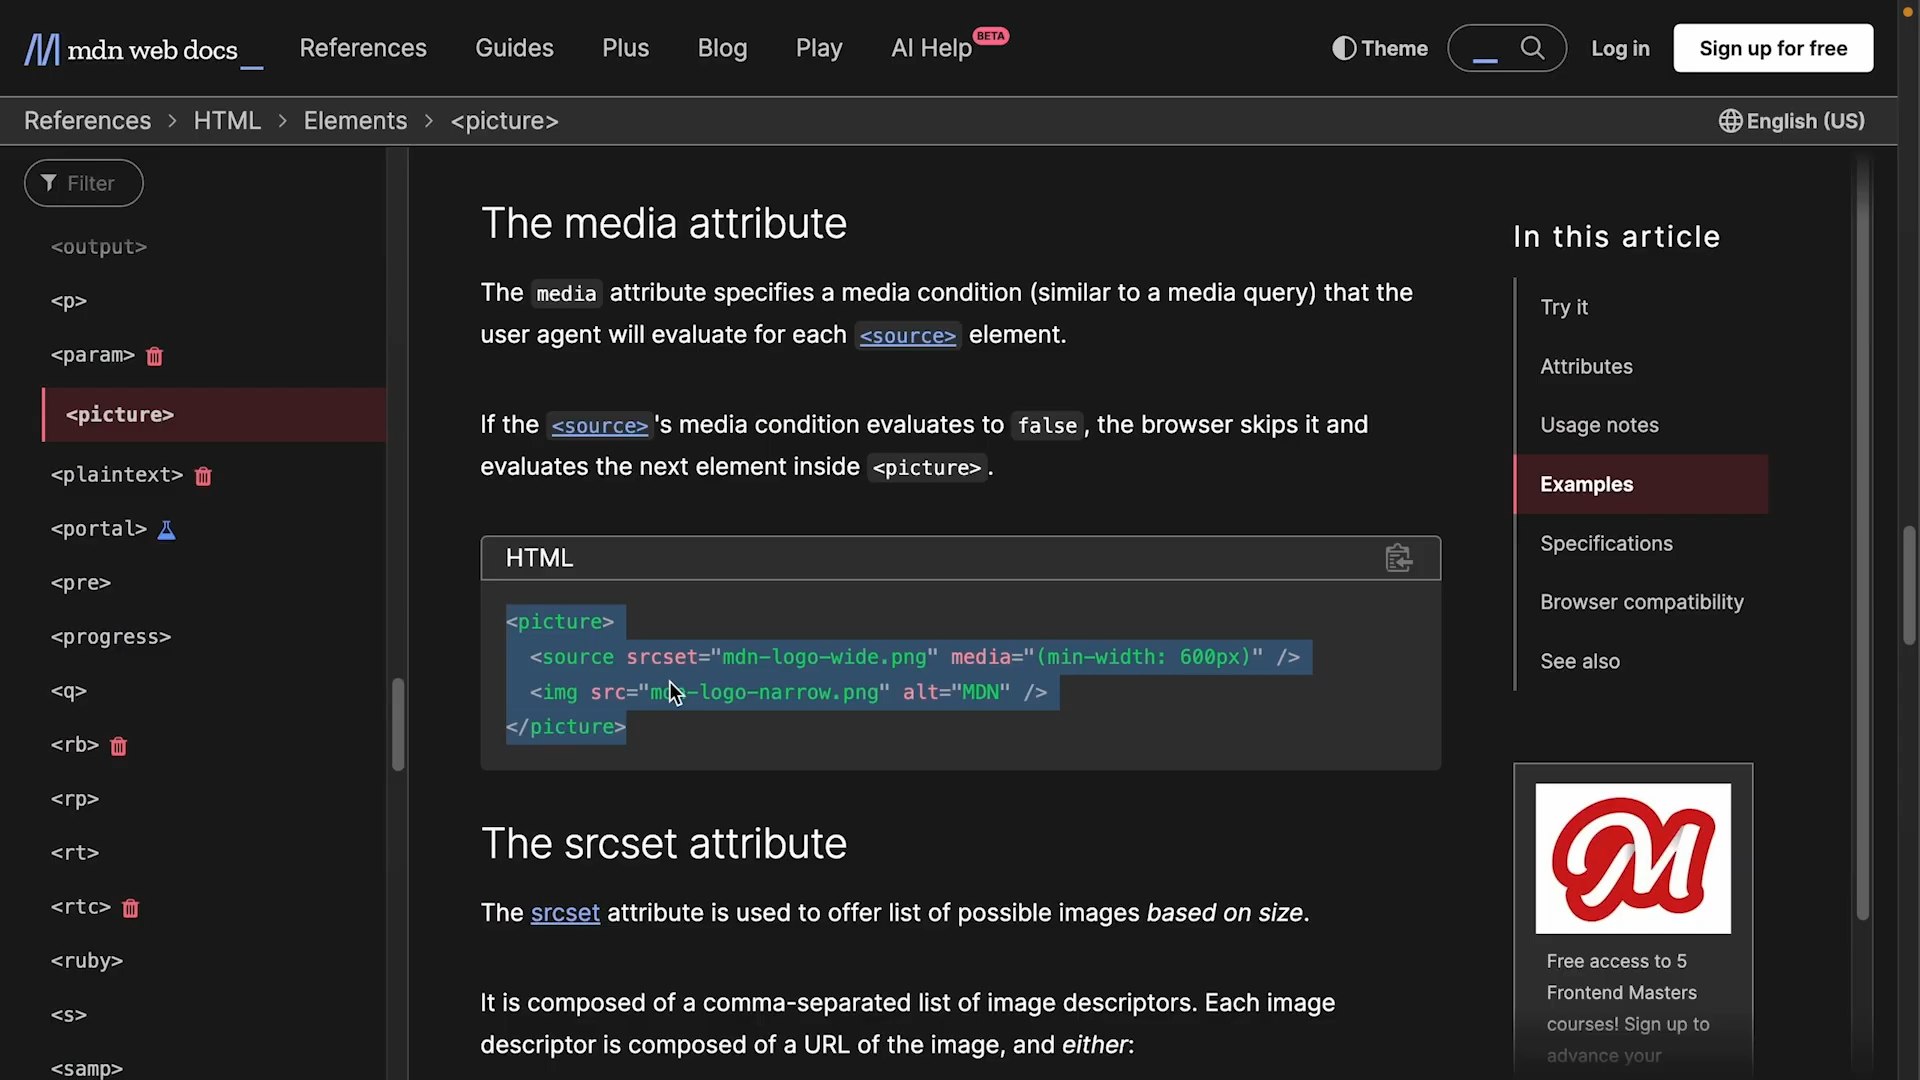 mdn web docs_
References
Guides
Plus
Blog
Play
AI Help
BETA
Theme
Log in
Sign up for free
References > HTML > Elements > <picture>
English (US)
Filter
<output>
<p>
<param>
<picture>
<plaintext>
<portal>
<pre>
<progress>
<q>
<rb>
<rp>
<rt>
<rtc>
<ruby>
<s>
<samp>
The media attribute
The media attribute specifies a media condition (similar to a media query) that the
user agent will evaluate for each <source> element.
If the <source>'s media condition evaluates to false, the browser skips it and
evaluates the next element inside <picture>.
HTML
<picture>
<source srcset="mdn-logo-wide.png" media="(min-width: 600px)" />
<img src="mdn-logo-narrow.png" alt="MDN" />
</picture>
The srcset attribute
The srcset attribute is used to offer list of possible images based on size.
It is composed of a comma-separated list of image descriptors. Each image
descriptor is composed of a URL of the image, and either:
In this article
Try it
Attributes
Usage notes
Examples
Specifications
Browser compatibility
See also
M
Free access to 5
Frontend Masters
courses! Sign up to
advance your